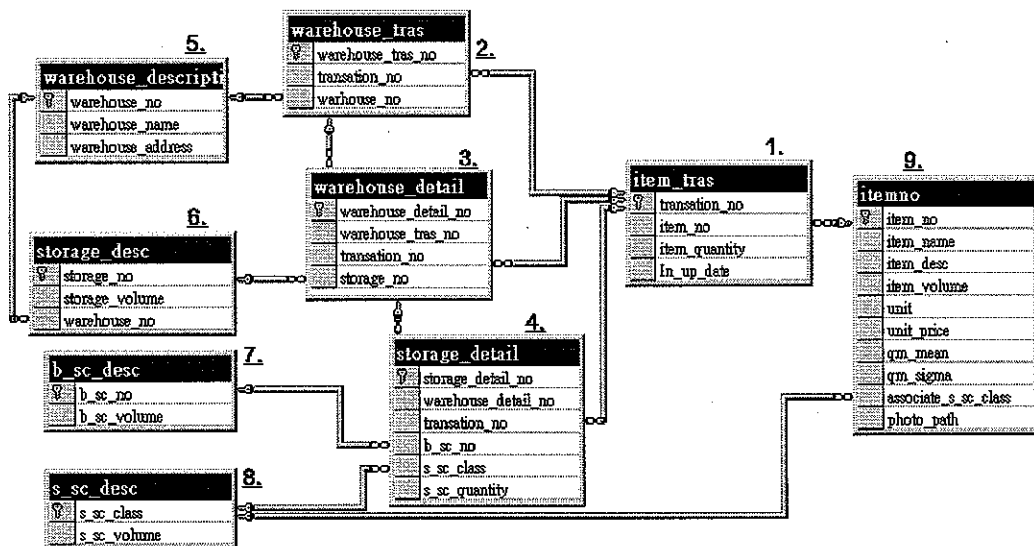 5.
warehouse_descripti
warehouse_no
warehouse_name
warehouse_address
warehouse_tras
warehouse_tras_no
transation_no
warhouse_no
2.
3.
warehouse_detail
warehouse_detail_no
warehouse_tras_no
transation_no
storage_no
1.
item_tras
transation_no
item_no
item_quantity
In_up_date
9.
itemno
item_no
item_name
item_desc
item_volume
unit
unit_price
qm_mean
qm_sigma
associate_s_sc_class
photo_path
6.
storage_desc
storage_no
storage_volume
warehouse_no
4.
storage_detail
storage_detail_no
warehouse_detail_no
transation_no
b_sc_no
s_sc_class
s_sc_quantity
7.
b_sc_desc
b_sc_no
b_sc_volume
8.
s_sc_desc
s_sc_class
s_sc_volume